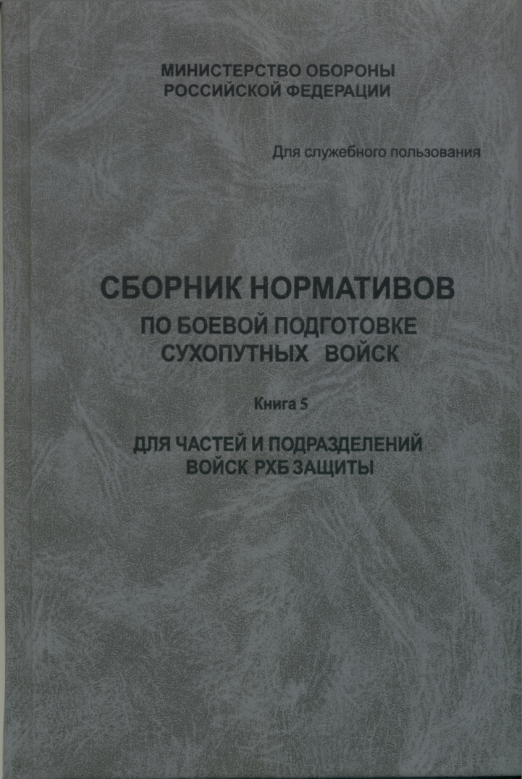 МИНИСТЕРСТВО ОБОРОНЫ
РОССИЙСКОЙ ФЕДЕРАЦИИ
Для служебного пользования
СБОРНИК НОРМАТИВОВ
ПО БОЕВОЙ ПОДГОТОВКЕ
СУХОПУТНЫХ ВОЙСК
Книга 5
ДЛЯ ЧАСТЕЙ И ПОДРАЗДЕЛЕНИЙ
ВОЙСК РХБ ЗАЩИТЫ